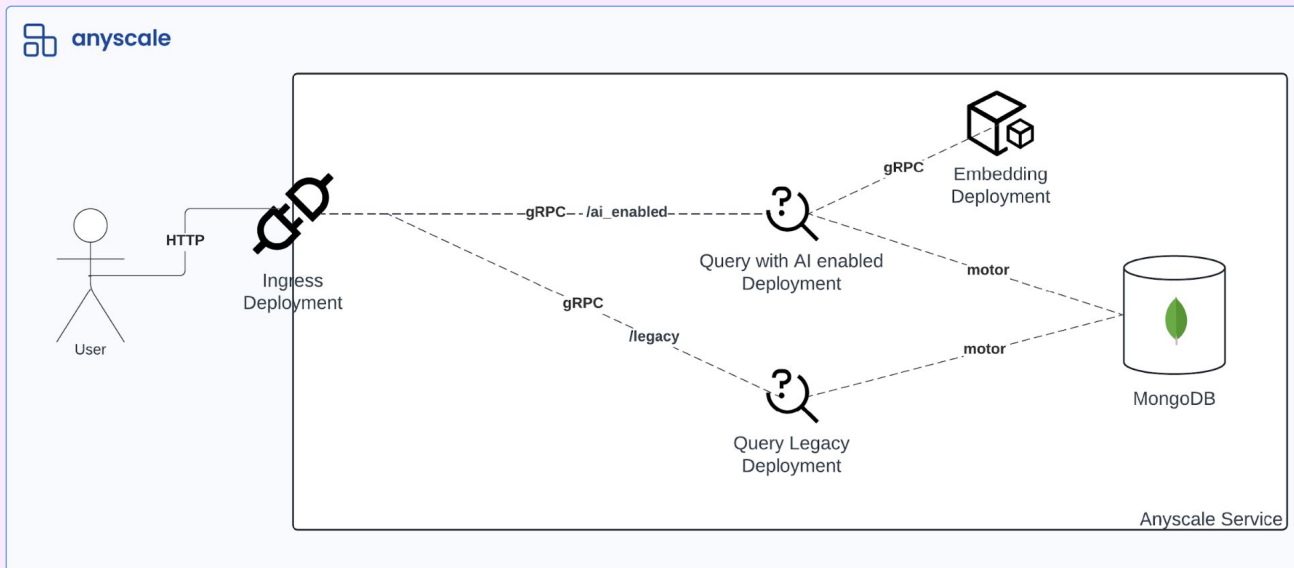 anyscale
HTTP
User
Ingress
Deployment
gRPC
/ai_enabled
gRPC
/legacy
Query with AI enabled
Deployment
Query Legacy
Deployment
gRPC
Embedding
Deployment
motor
motor
MongoDB
Anyscale Service